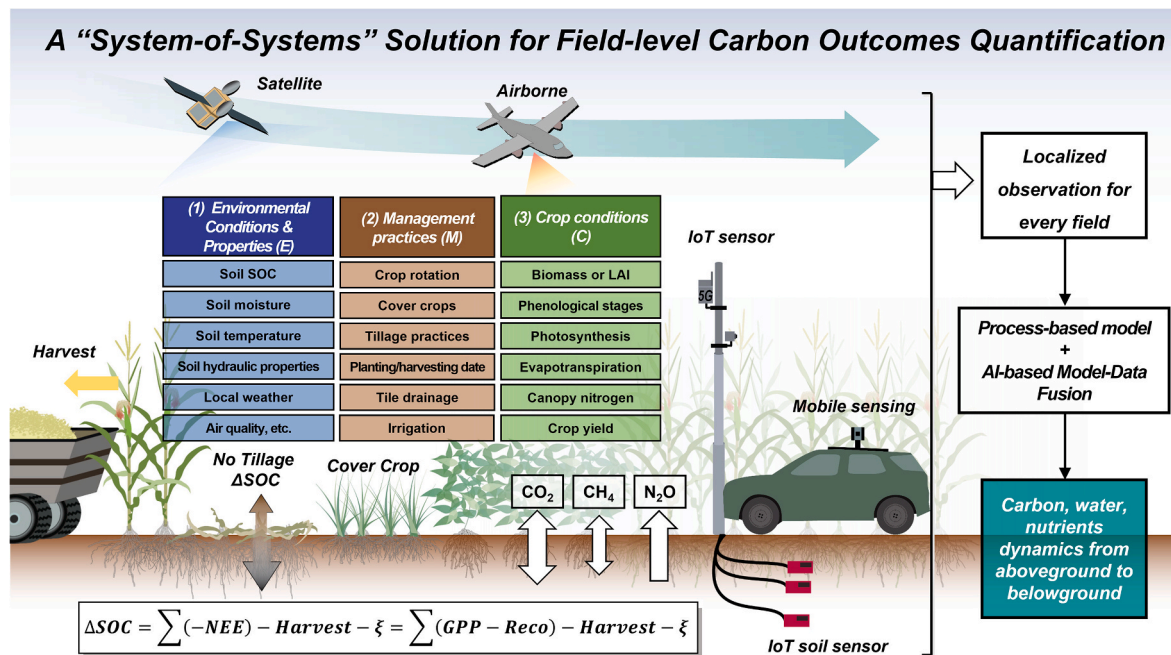 A “System-of-Systems” Solution for Field-level Carbon Outcomes Quantification
Satellite
Airborne
(1) Environmental
Conditions &
Properties (E)
Soil SOC
Soil moisture
Soil temperature
Soil hydraulic properties
Local weather
Air quality, etc.
(2) Management
practices (M)
Crop rotation
Cover crops
Tillage practices
Planting/harvesting date
Tile drainage
Irrigation
(3) Crop conditions
(C)
Biomass or LAI
Phenological stages
Photosynthesis
Evapotranspiration
Canopy nitrogen
Crop yield
IoT sensor
5G
Harvest
Mobile sensing
No Tillage
ΔSOC
Cover Crop
CO₂
CH₄
N₂O
IoT soil sensor
ΔSOC = ∑(-NEE) - Harvest - ξ = ∑(GPP - Reco) - Harvest - ξ
Localized
observation for
every field
Process-based model
+
AI-based Model-Data
Fusion
Carbon, water,
nutrients
dynamics from
aboveground to
belowground